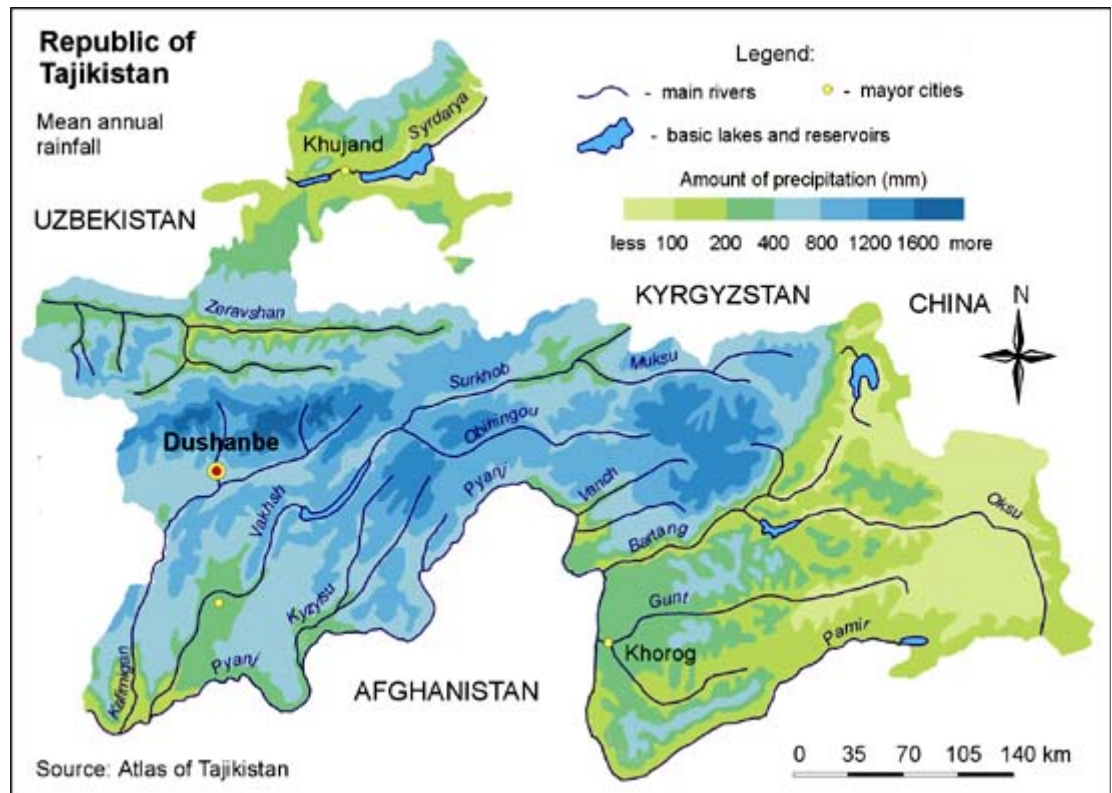 Republic of
Tajikistan
Mean annual
rainfall
Legend:
- main rivers
- mayor cities
- basic lakes and reservoirs
Amount of precipitation (mm)
less 100 200 400 800 1200 1600 more
Syrdarya
Khujand
UZBEKISTAN
KYRGYZSTAN
CHINA
N
Zeravshan
Surkhob
Muksu
Obihingou
Dushanbe
Vakhsh
Pyanj
Vanch
Bartang
Oksu
Kyzylsu
Gunt
Pamir
Khorog
Pyanj
Kafirnigan
AFGHANISTAN
Source: Atlas of Tajikistan
0 35 70 105 140 km